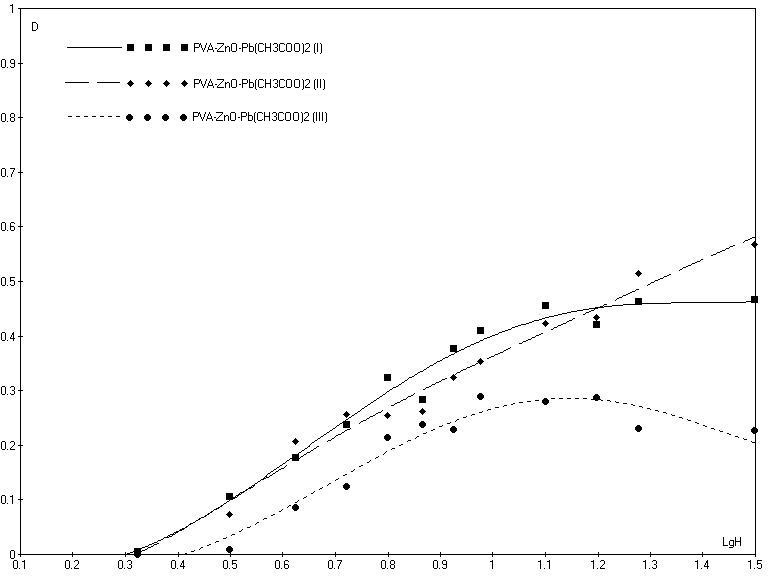 1
D
PVA-ZnO-Pb(CH3COO)2 (I)
0.9
PVA-ZnO-Pb(CH3COO)2 (II)
0.8
PVA-ZnO-Pb(CH3COO)2 (III)
0.7
0.6
0.5
0.4
0.3
0.2
0.1
LgH
0
0.1 0.2 0.3 0.4 0.5 0.6 0.7 0.8 0.9 1 1.1 1.2 1.3 1.4 1.5